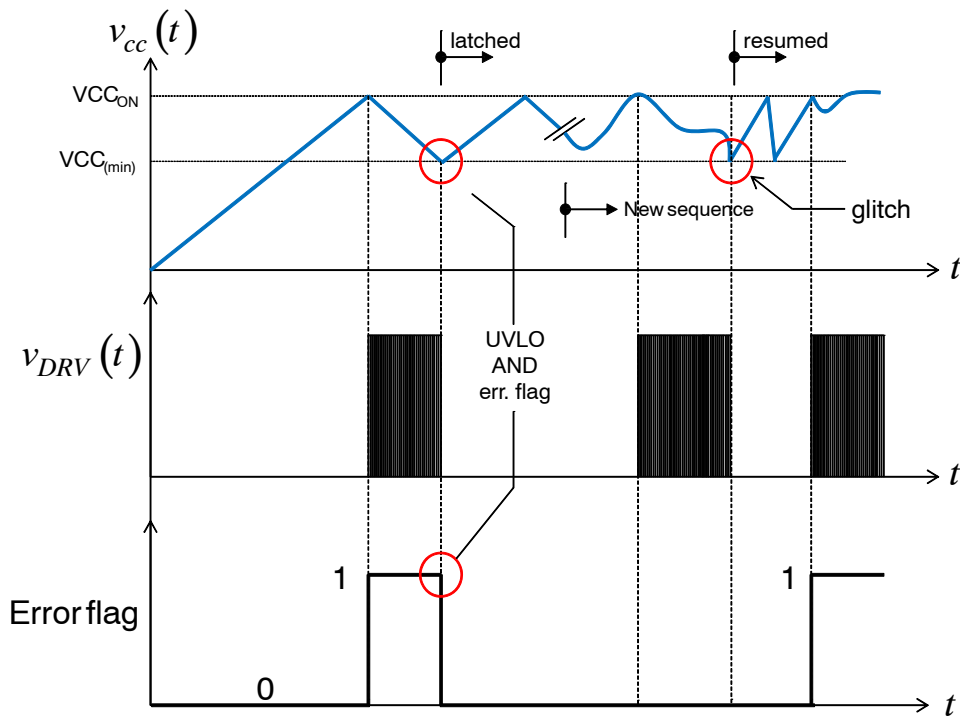 v_cc(t)
latched
resumed
VCC_ON
VCC_(min)
New sequence
glitch
t
v_DRV(t)
UVLO
AND
err. flag
t
1
1
Error flag
0
t